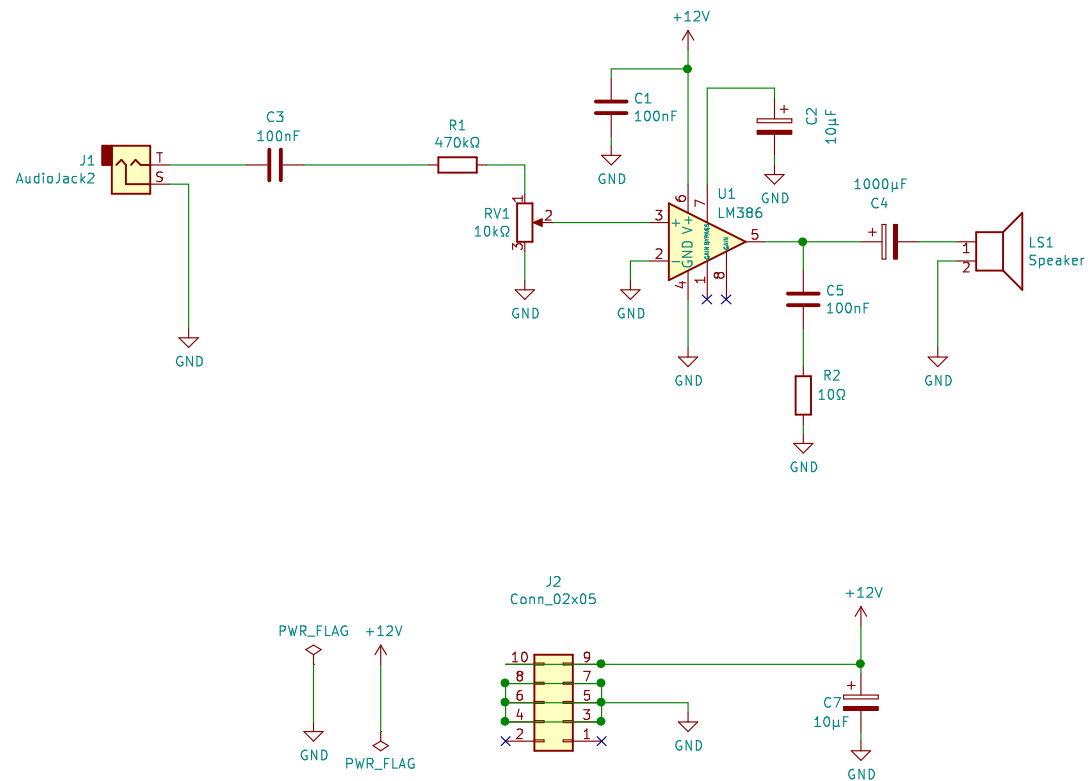 +12V
C1
100nF
GND
C2
10µF
GND
C3
100nF
R1
470kΩ
J1
AudioJack2
T
S
GND
RV1
10kΩ
1
2
3
GND
U1
LM386
6
7
3
+
V+
2
−
GND
GAIN
BYPASS
GAIN
5
4
1
8
GND
GND
1000µF
C4
+
+
C5
100nF
R2
10Ω
GND
LS1
Speaker
1
2
GND
J2
Conn_02x05
10 9
8 7
6 5
4 3
2 1
GND
PWR_FLAG
GND
+12V
PWR_FLAG
+12V
+
C7
10µF
GND